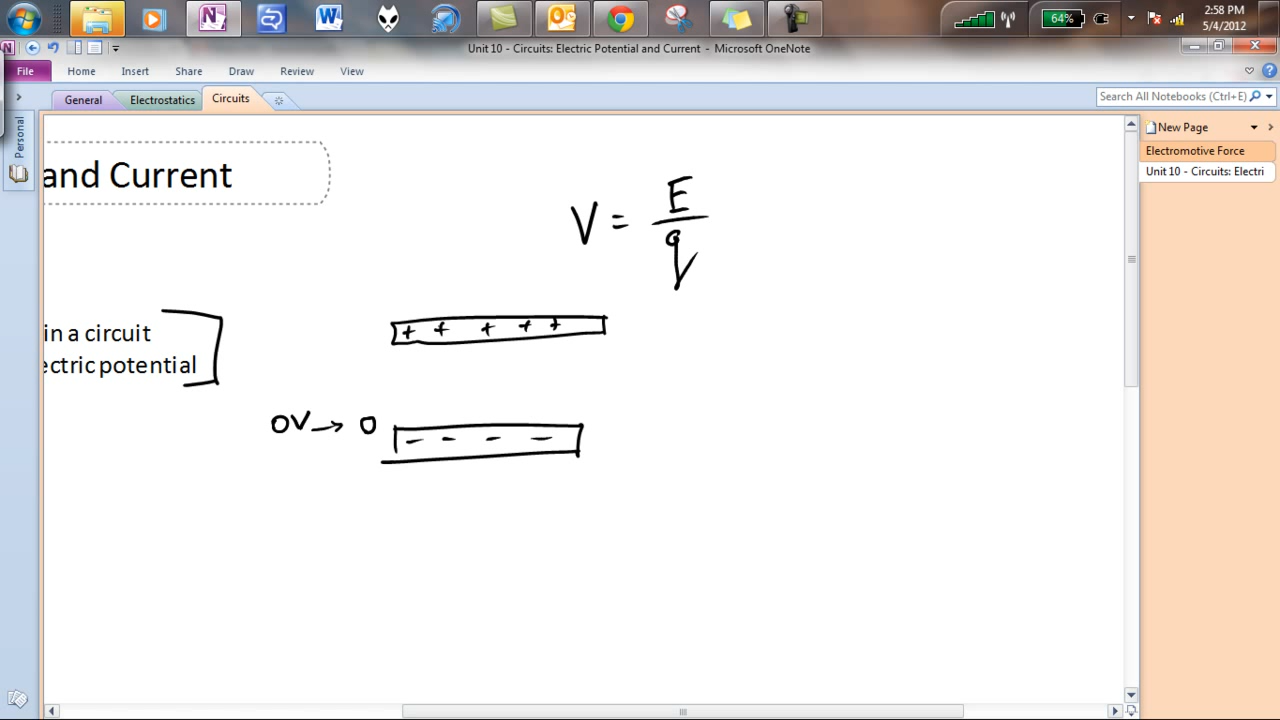 2:58 PM
64%
5/4/2012
Unit 10 - Circuits: Electric Potential and Current - Microsoft OneNote
File Home Insert Share Draw Review View
General Electrostatics Circuits
Search All Notebooks (Ctrl+E)
Personal
New Page
Electromotive Force
Unit 10 - Circuits: Electri
and Current
V = E
q
in a circuit
ectric potential
+ + + + +
0V → 0
- - - -